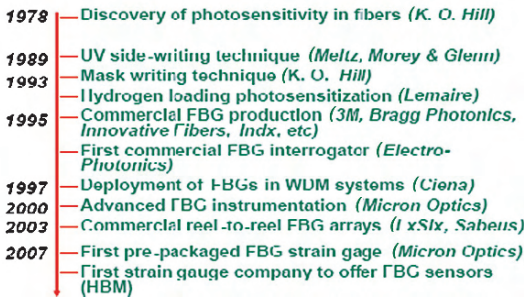 1978 Discovery of photosensitivity in fibers (K. O. Hill)
1989 UV side-writing technique (Meltz, Morey & Glenn)
1993 Mask writing technique (K. O. Hill)
Hydrogen loading photosensitization (Lemaire)
1995 Commercial FBG production (3M, Bragg Photonics,
Innovative Fibers, Indx, etc)
First commercial FBG interrogator (Electro-
Photonics)
1997 Deployment of FBGs in WDM systems (Ciena)
2000 Advanced FBG instrumentation (Micron Optics)
2003 Commercial reel-to-reel FBG arrays (LxSix, Sabeus)
2007 First pre-packaged FBG strain gage (Micron Optics)
First strain gauge company to offer FBG sensors
(HBM)